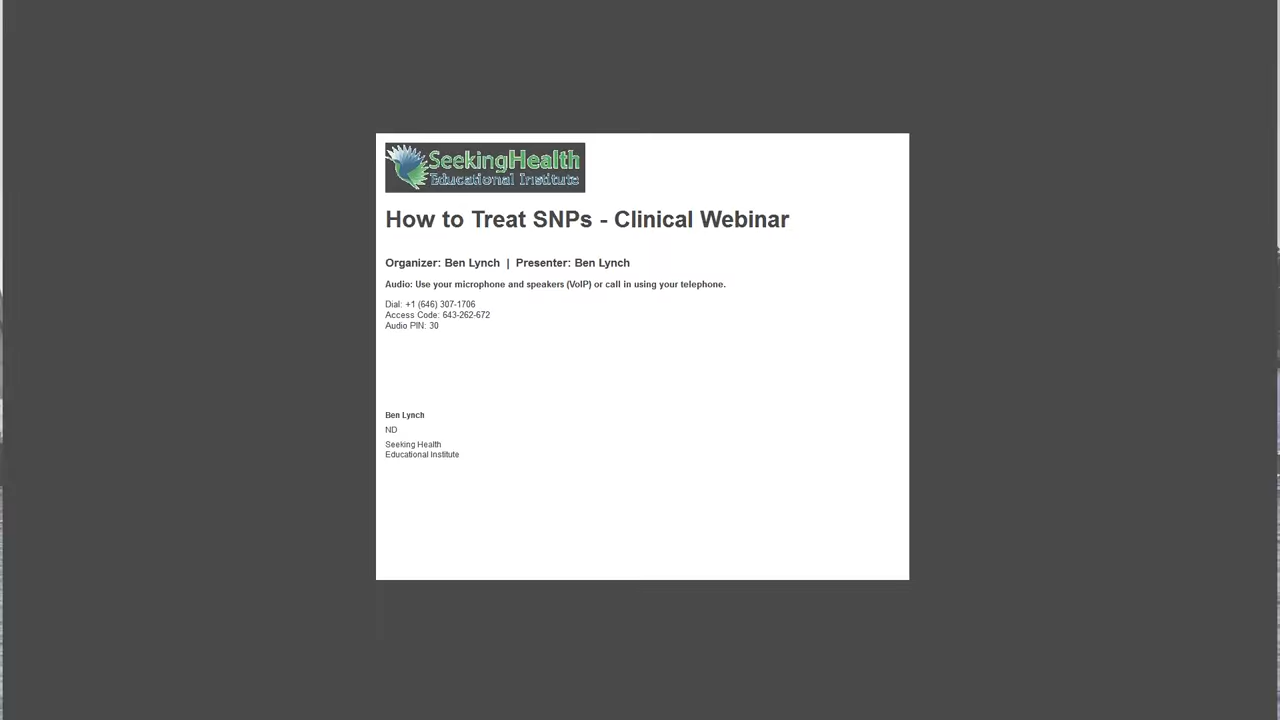 SeekingHealth
Educational Institute
How to Treat SNPs - Clinical Webinar
Organizer: Ben Lynch | Presenter: Ben Lynch
Audio: Use your microphone and speakers (VoIP) or call in using your telephone.
Dial: +1 (646) 307-1706
Access Code: 643-262-672
Audio PIN: 30
Ben Lynch
ND
Seeking Health
Educational Institute